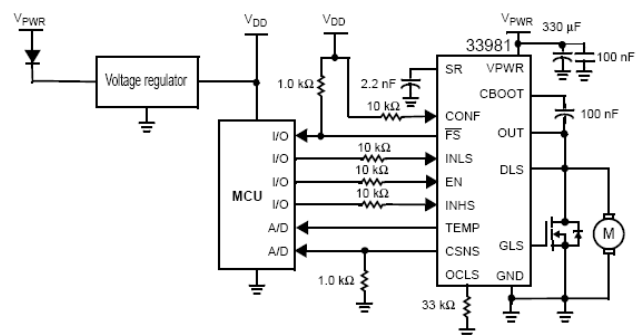 VPWR
VDD
VDD
VPWR
330 µF
33981
100 nF
Voltage regulator
1.0 kΩ
2.2 nF
SR
VPWR
CBOOT
10 kΩ
CONF
100 nF
I/O
FS
OUT
I/O
10 kΩ
INLS
I/O
10 kΩ
EN
DLS
MCU
I/O
10 kΩ
INHS
A/D
TEMP
M
A/D
CSNS
GLS
1.0 kΩ
OCLS
GND
33 kΩ